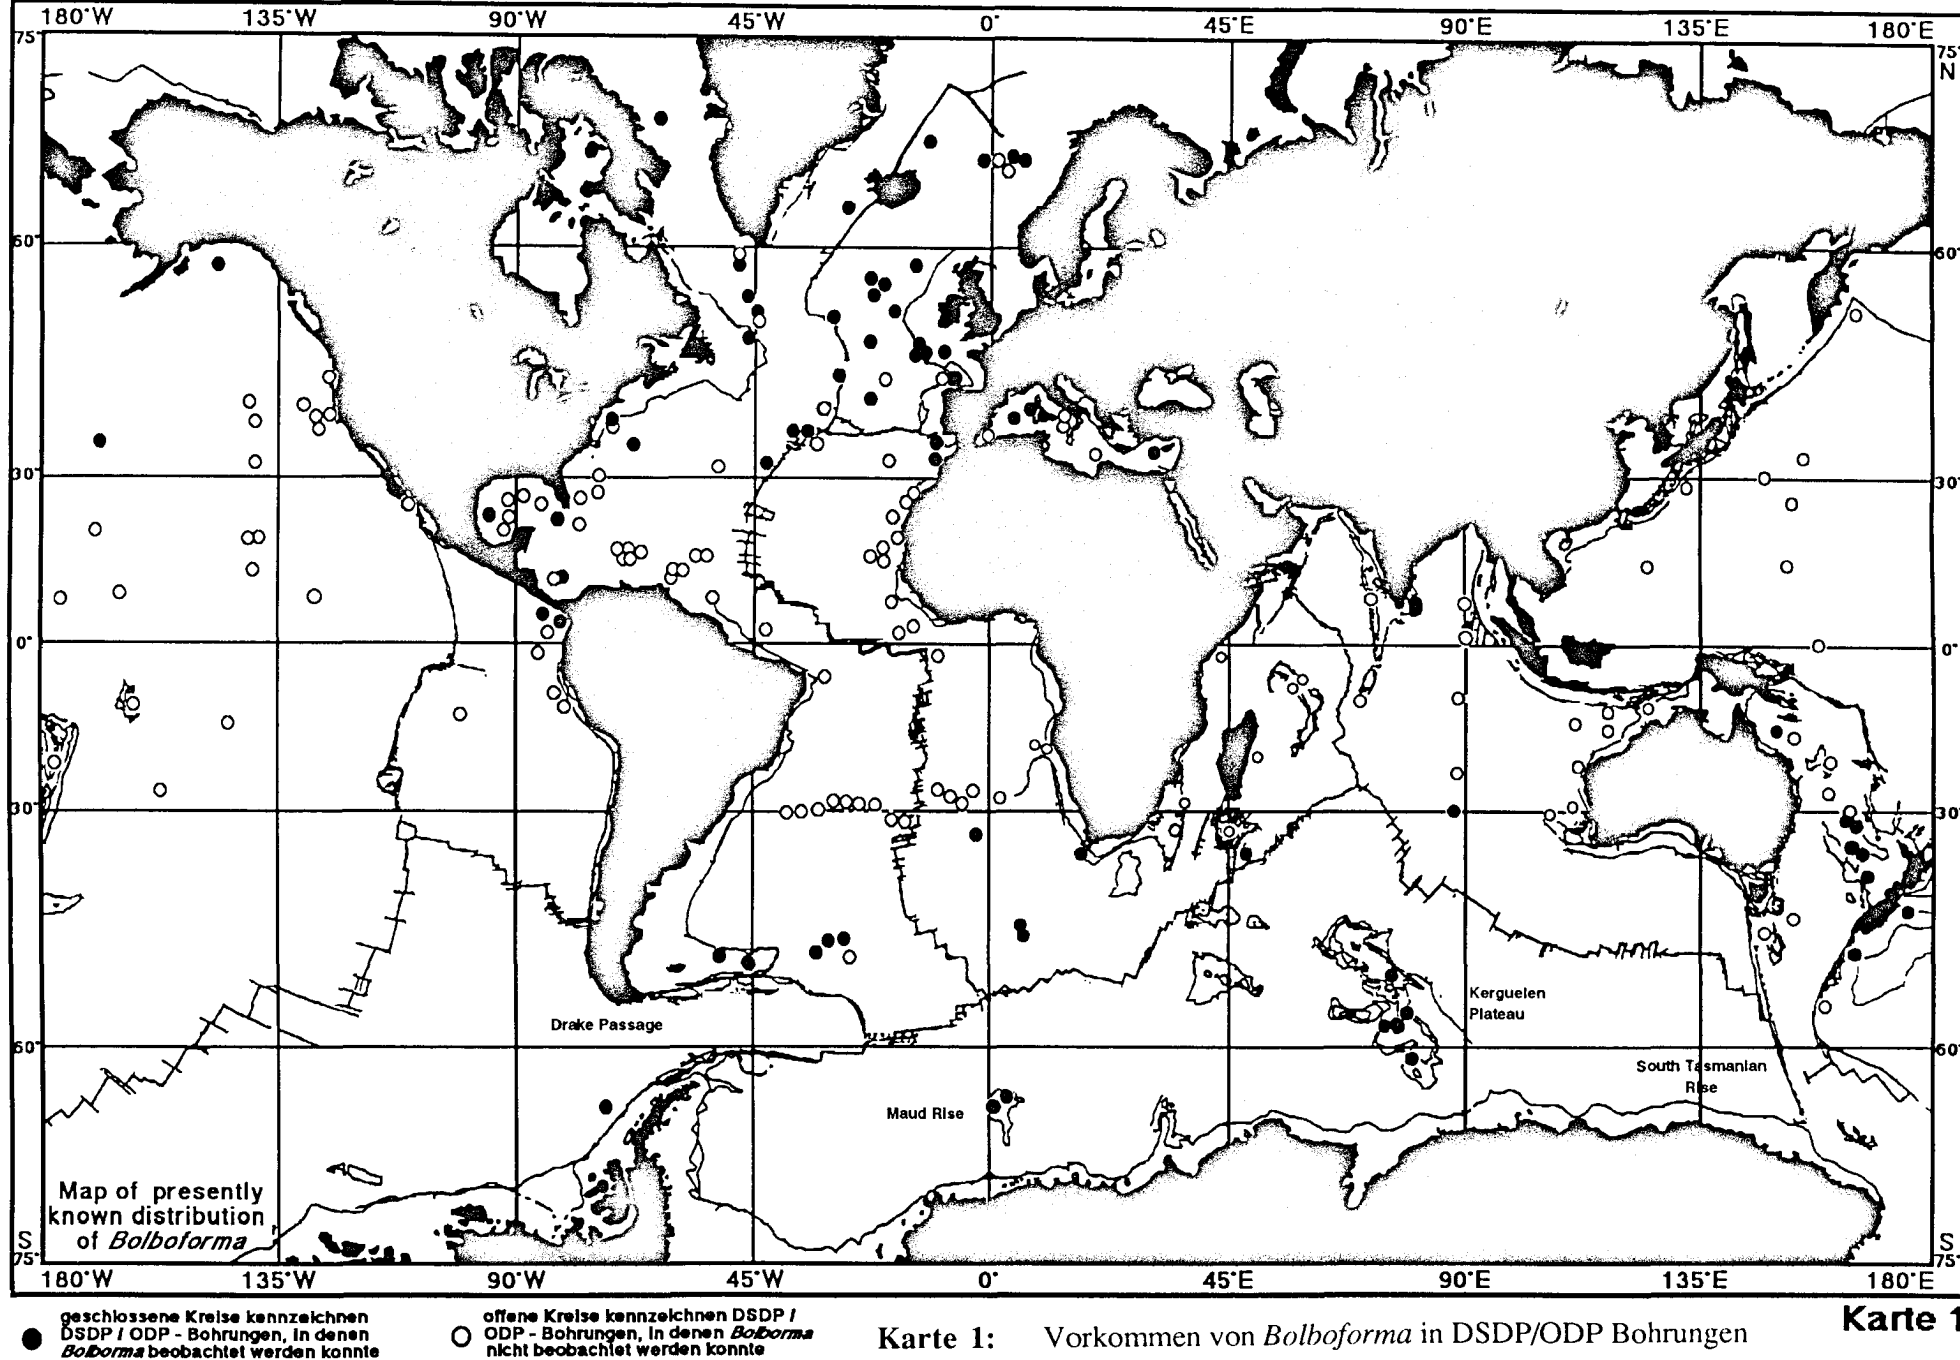 180°W 135°W 90°W 45°W 0° 45°E 90°E 135°E 180°E
75° 75°
N
60° 60°
30° 30°
0° 0°
30° 30°
Kerguelen
Plateau
Drake Passage
60° 60°
South Tasmanian
Rise
Maud Rise
Map of presently
known distribution
of Bolboforma
S S
75° 75°
180°W 135°W 90°W 45°W 0° 45°E 90°E 135°E 180°E
geschlossene Kreise kennzeichnen
DSDP / ODP - Bohrungen, in denen
Bolborma beobachtet werden konnte
offene Kreise kennzeichnen DSDP /
ODP - Bohrungen, in denen Bolborma
nicht beobachtet werden konnte
Karte 1: Vorkommen von Bolboforma in DSDP/ODP Bohrungen
Karte 1